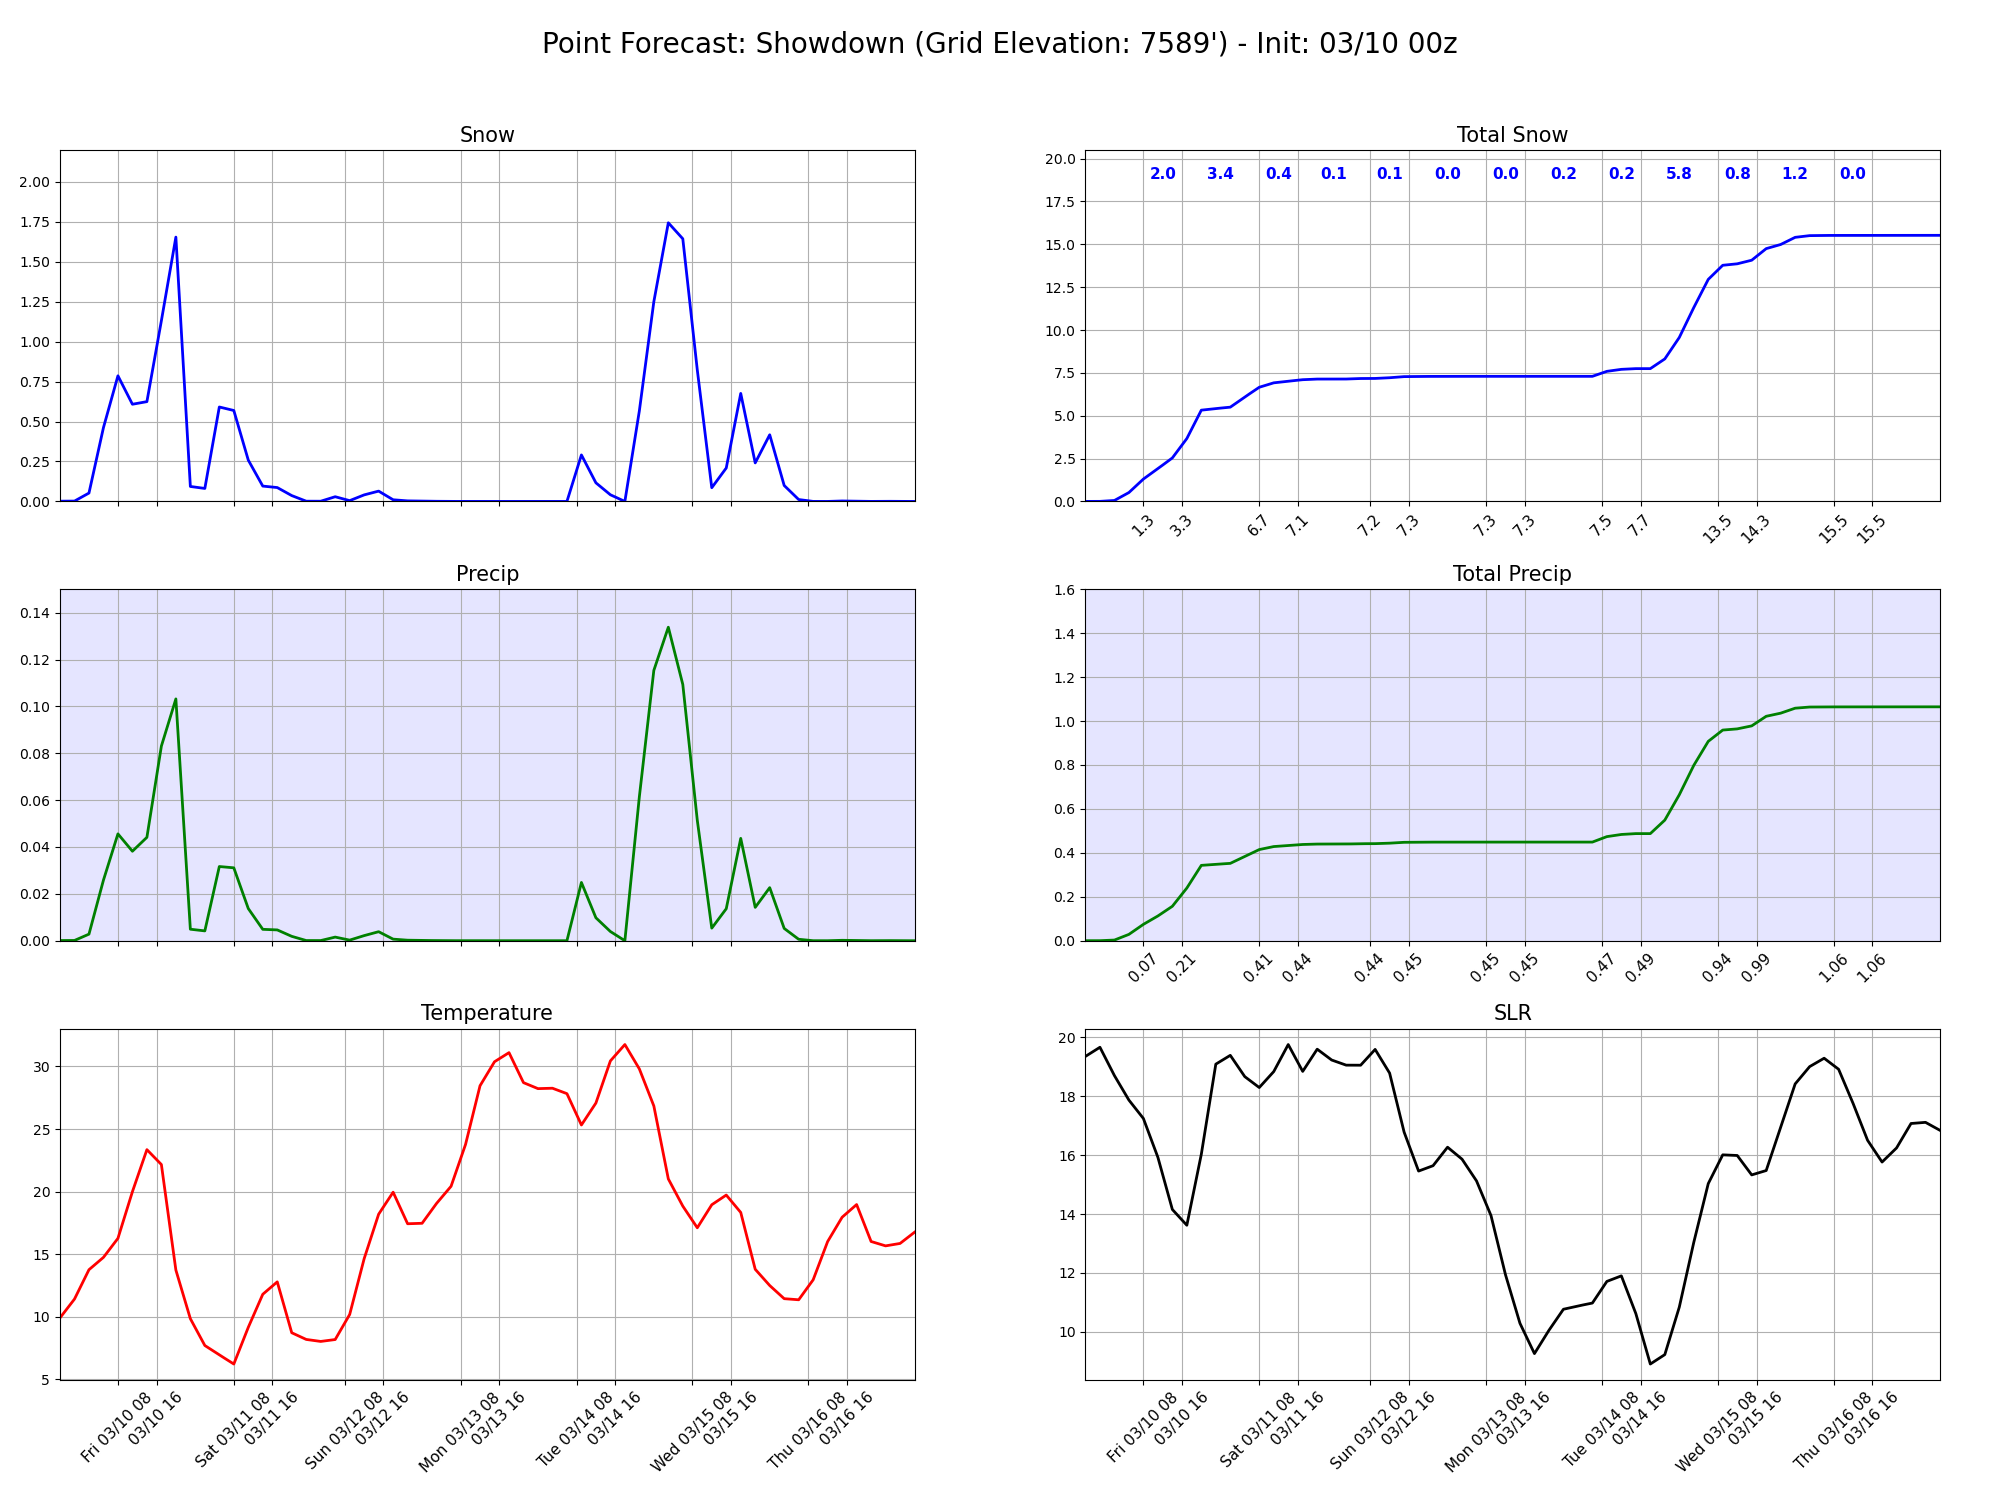 Point Forecast: Showdown (Grid Elevation: 7589') - Init: 03/10 00z
Snow
2.00
1.75
1.50
1.25
1.00
0.75
0.50
0.25
0.00
Total Snow
20.0
17.5
15.0
12.5
10.0
7.5
5.0
2.5
0.0
2.0 3.4 0.4 0.1 0.1 0.0 0.0 0.2 0.2 5.8 0.8 1.2 0.0
1.3 3.3 6.7 7.1 7.2 7.3 7.3 7.3 7.5 7.7 13.5 14.3 15.5 15.5
Precip
0.14
0.12
0.10
0.08
0.06
0.04
0.02
0.00
Total Precip
1.6
1.4
1.2
1.0
0.8
0.6
0.4
0.2
0.0
0.07 0.21 0.41 0.44 0.44 0.45 0.45 0.45 0.47 0.49 0.94 0.99 1.06 1.06
Temperature
30
25
20
15
10
5
Fri 03/10 08
03/10 16
Sat 03/11 08
03/11 16
Sun 03/12 08
03/12 16
Mon 03/13 08
03/13 16
Tue 03/14 08
03/14 16
Wed 03/15 08
03/15 16
Thu 03/16 08
03/16 16
SLR
20
18
16
14
12
10
Fri 03/10 08
03/10 16
Sat 03/11 08
03/11 16
Sun 03/12 08
03/12 16
Mon 03/13 08
03/13 16
Tue 03/14 08
03/14 16
Wed 03/15 08
03/15 16
Thu 03/16 08
03/16 16